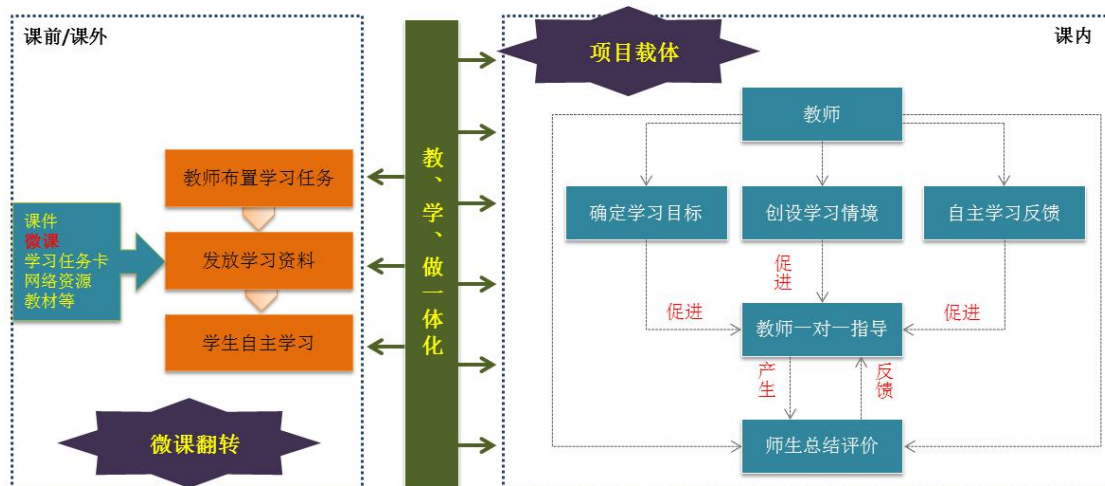 课前/课外
教师布置学习任务
课件
微课
学习任务卡
网络资源
教材等
发放学习资料
学生自主学习
微课翻转
教、学、做一体化
项目载体
课内
教师
确定学习目标
创设学习情境
自主学习反馈
促进
促进
促进
教师一对一指导
产生
反馈
师生总结评价